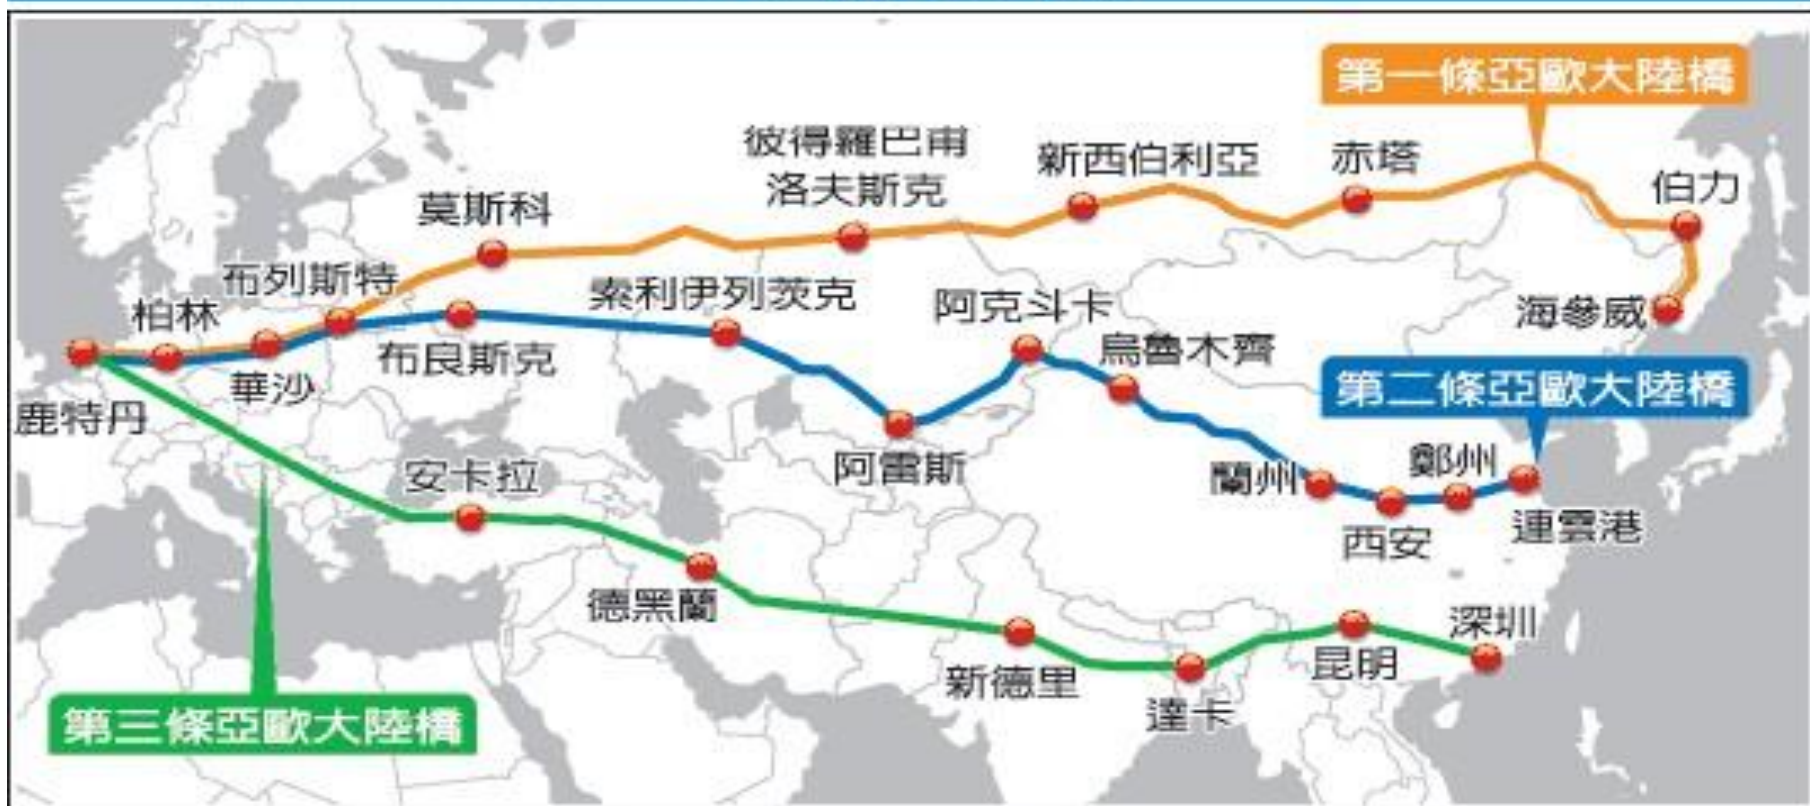 第一條亞歐大陸橋
彼得羅巴甫
洛夫斯克
新西伯利亞
赤塔
伯力
莫斯科
布列斯特
索利伊列茨克
阿克斗卡
海參威
柏林
布良斯克
烏魯木齊
華沙
第二條亞歐大陸橋
鹿特丹
安卡拉
阿雷斯
蘭州
鄭州
西安
連雲港
德黑蘭
新德里
達卡
昆明
深圳
第三條亞歐大陸橋